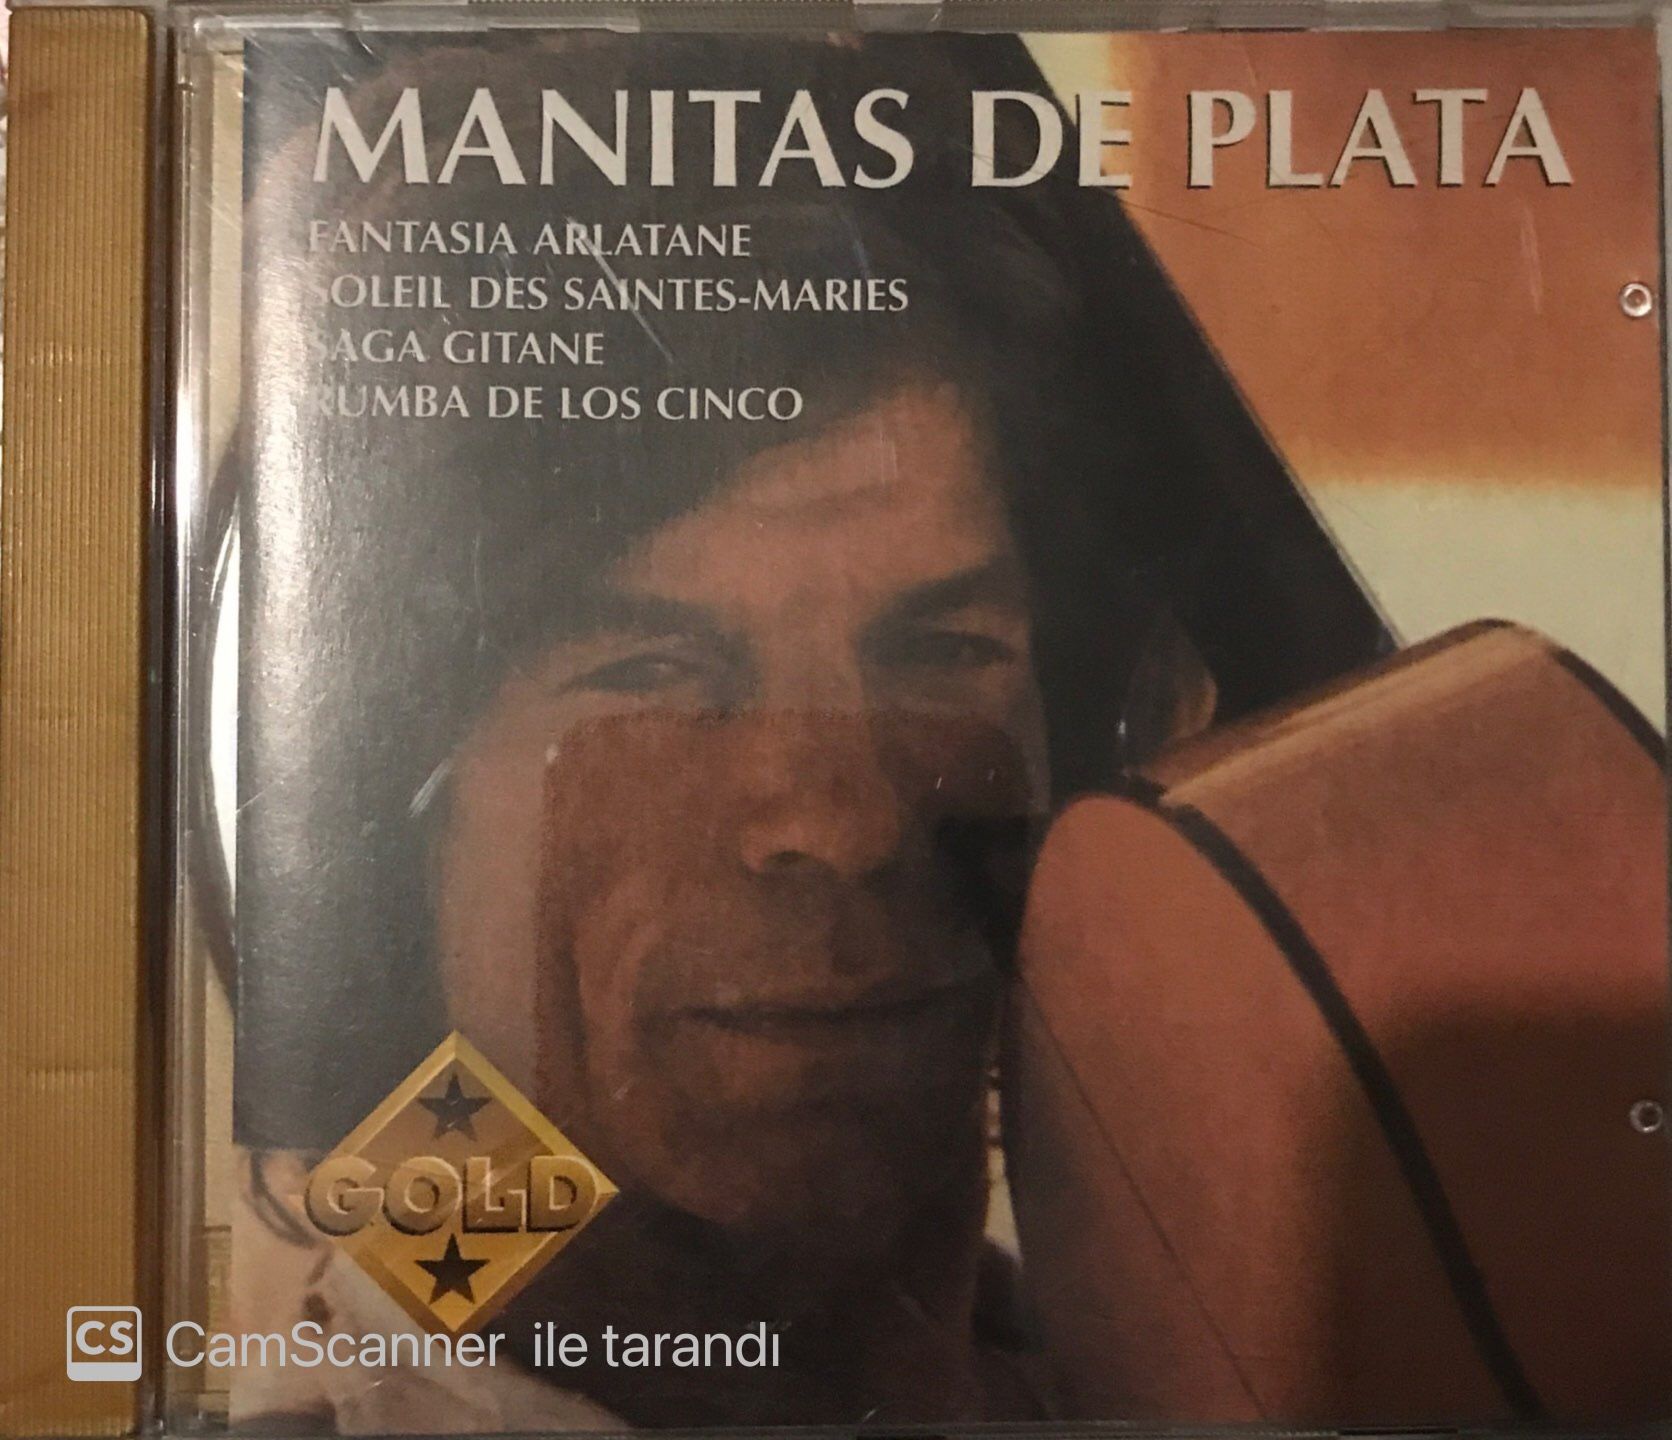 MANITAS DE PLATA
FANTASIA ARLATANE
SOLEIL DES SAINTES-MARIES
SAGA GITANE
RUMBA DE LOS CINCO
GOLD
CS CamScanner ile tarandı